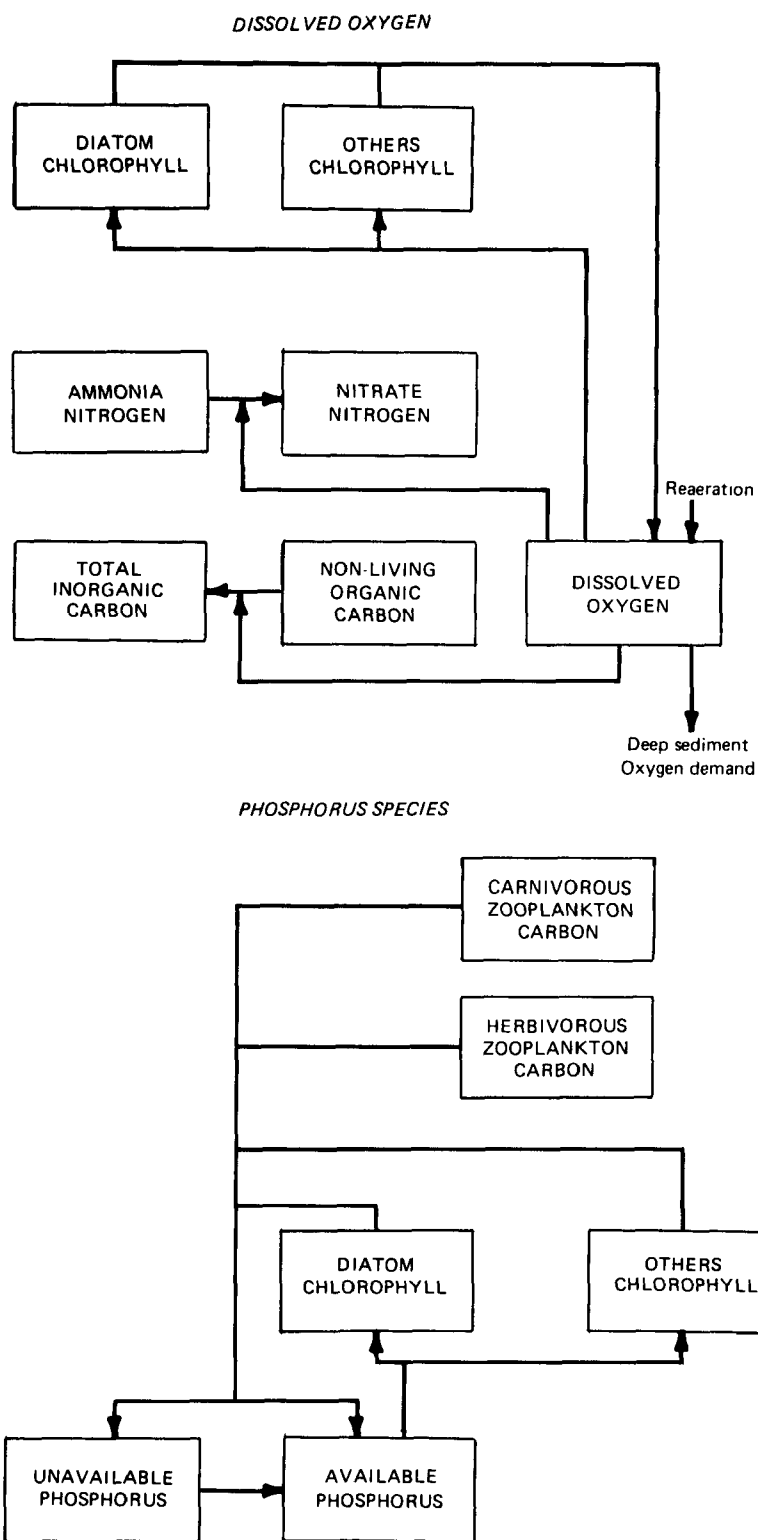 DISSOLVED OXYGEN
DIATOM
CHLOROPHYLL
OTHERS
CHLOROPHYLL
AMMONIA
NITROGEN
NITRATE
NITROGEN
Reaeration
TOTAL
INORGANIC
CARBON
NON-LIVING
ORGANIC
CARBON
DISSOLVED
OXYGEN
Deep sediment
Oxygen demand
PHOSPHORUS SPECIES
CARNIVOROUS
ZOOPLANKTON
CARBON
HERBIVOROUS
ZOOPLANKTON
CARBON
DIATOM
CHLOROPHYLL
OTHERS
CHLOROPHYLL
UNAVAILABLE
PHOSPHORUS
AVAILABLE
PHOSPHORUS